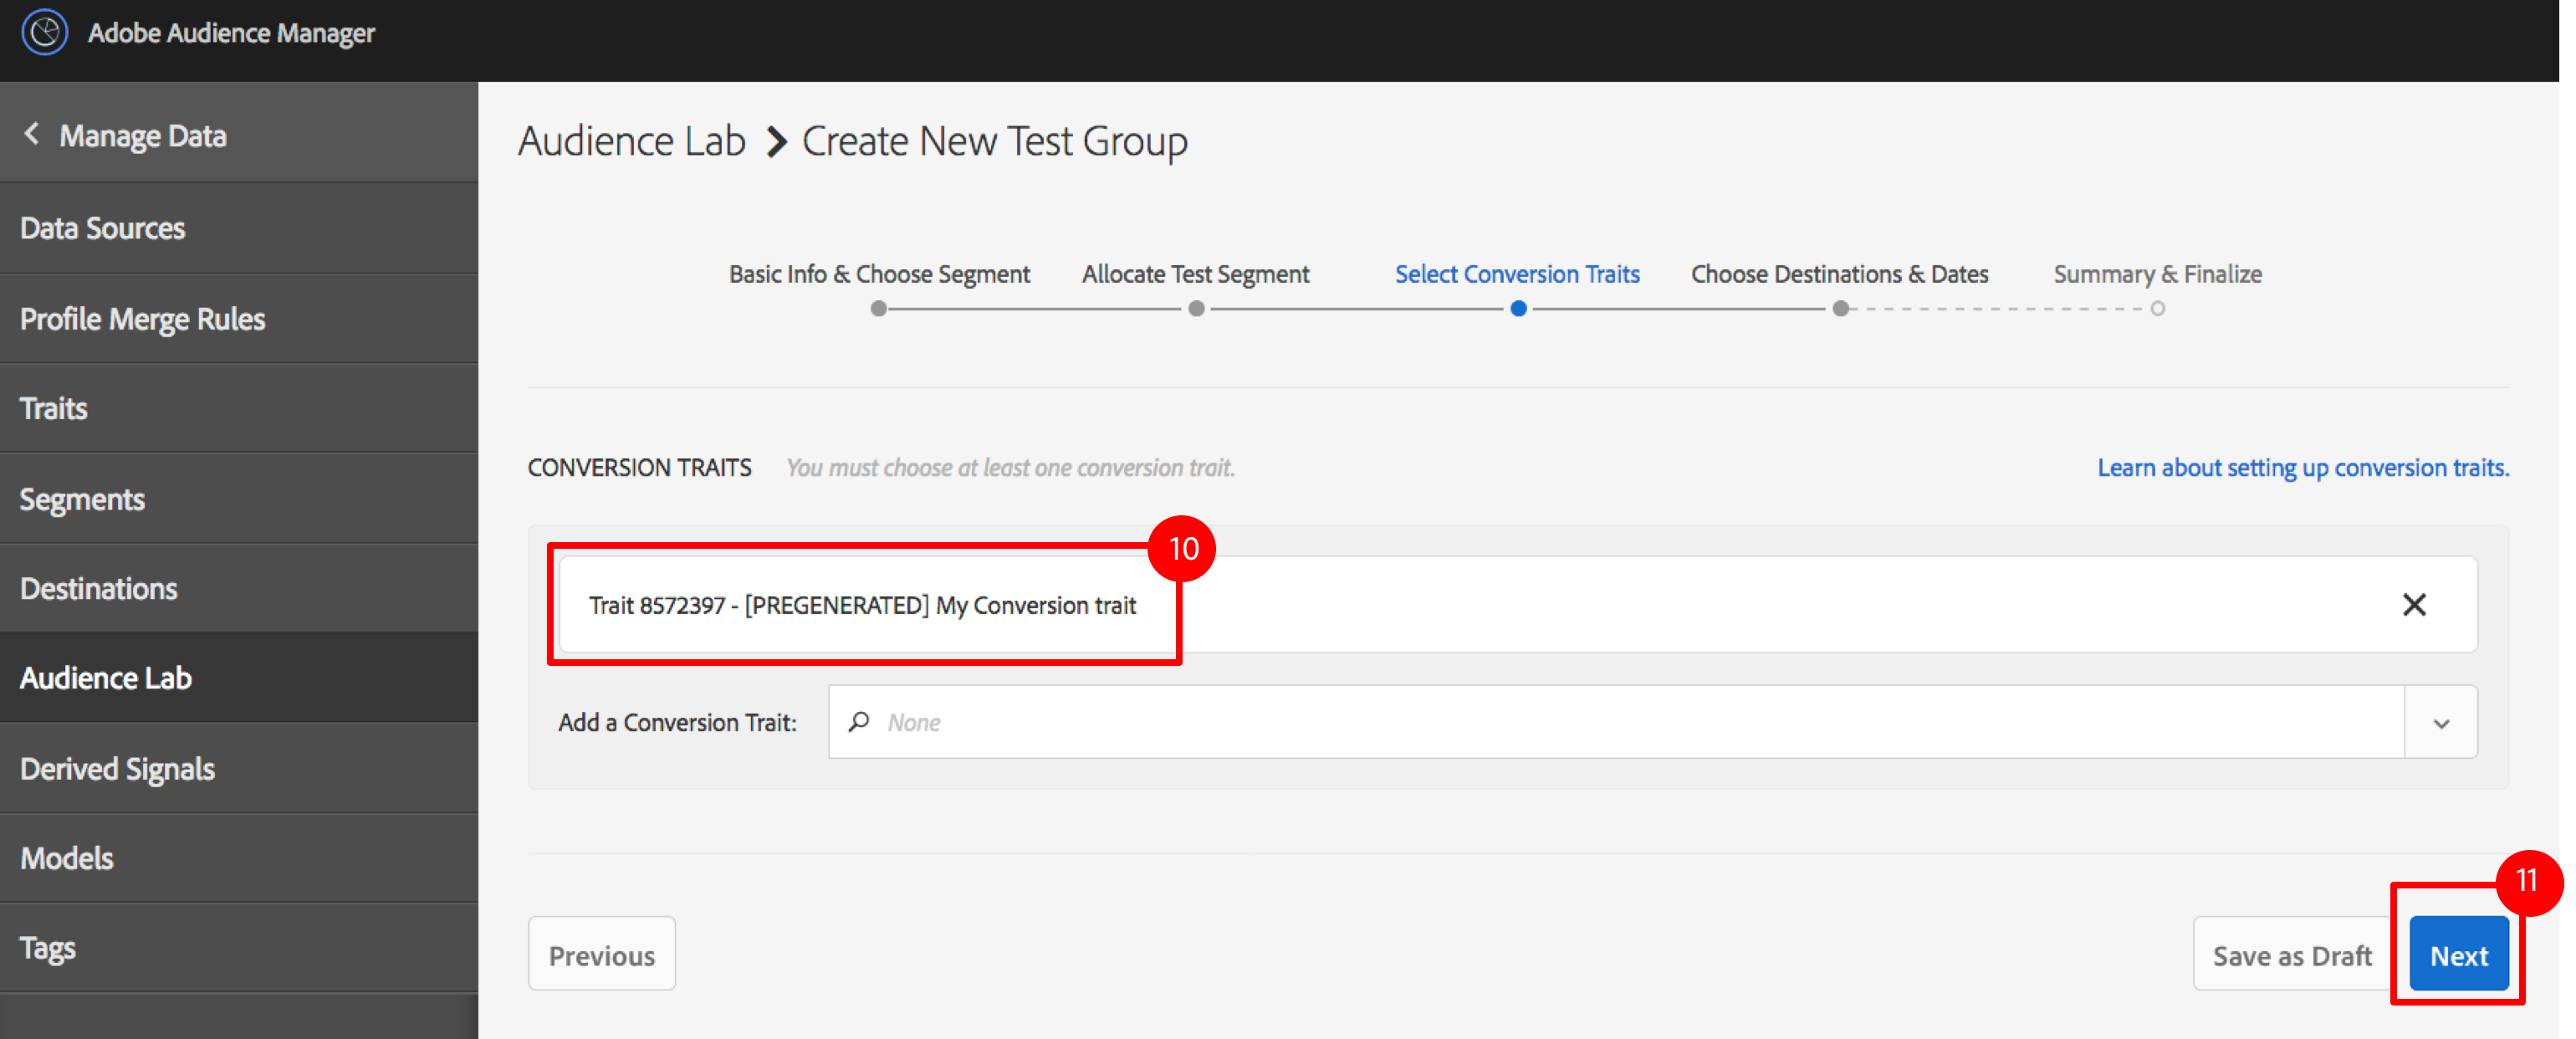 Adobe Audience Manager
Manage Data
Data Sources
Profile Merge Rules
Traits
Segments
Destinations
Audience Lab
Derived Signals
Models
Tags
Audience Lab > Create New Test Group
Basic Info & Choose Segment
Allocate Test Segment
Select Conversion Traits
Choose Destinations & Dates
Summary & Finalize
CONVERSION TRAITS You must choose at least one conversion trait.
Learn about setting up conversion traits.
10
Trait 8572397 - [PREGENERATED] My Conversion trait
Add a Conversion Trait: None
11
Previous
Save as Draft
Next